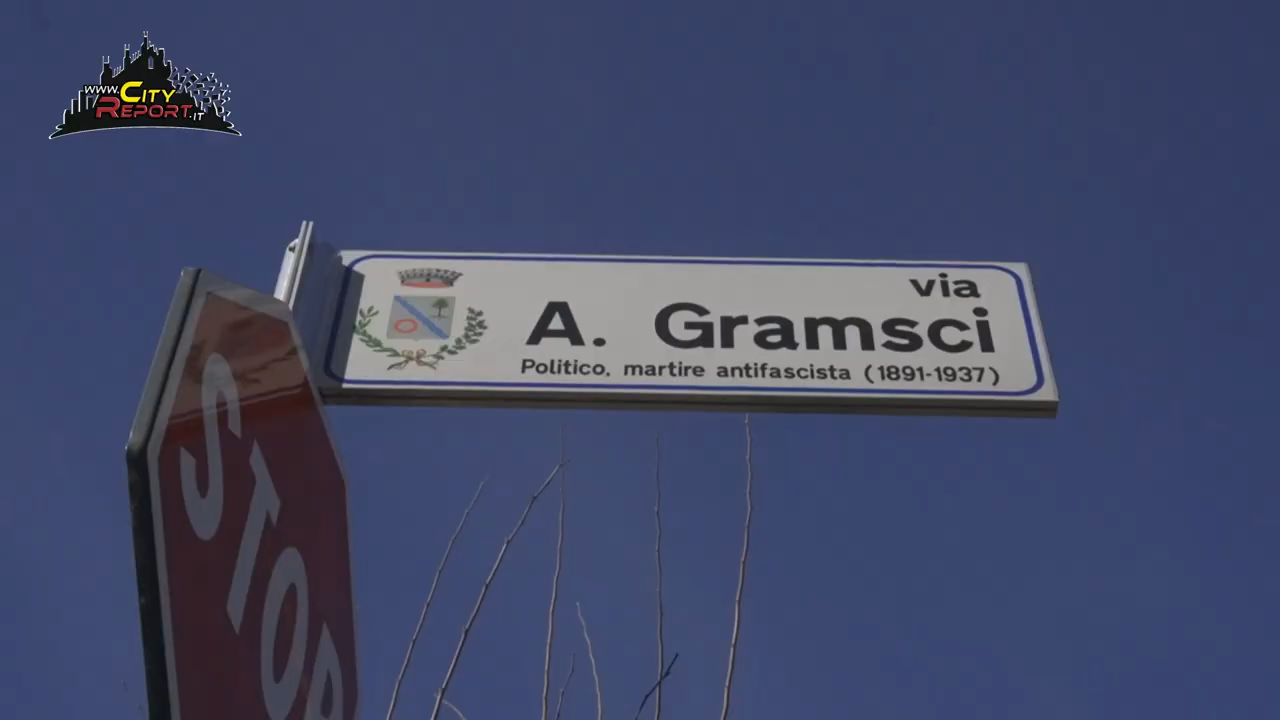 www.CITY
REPORT.IT
via
A. Gramsci
Politico, martire antifascista (1891-1937)
STOP